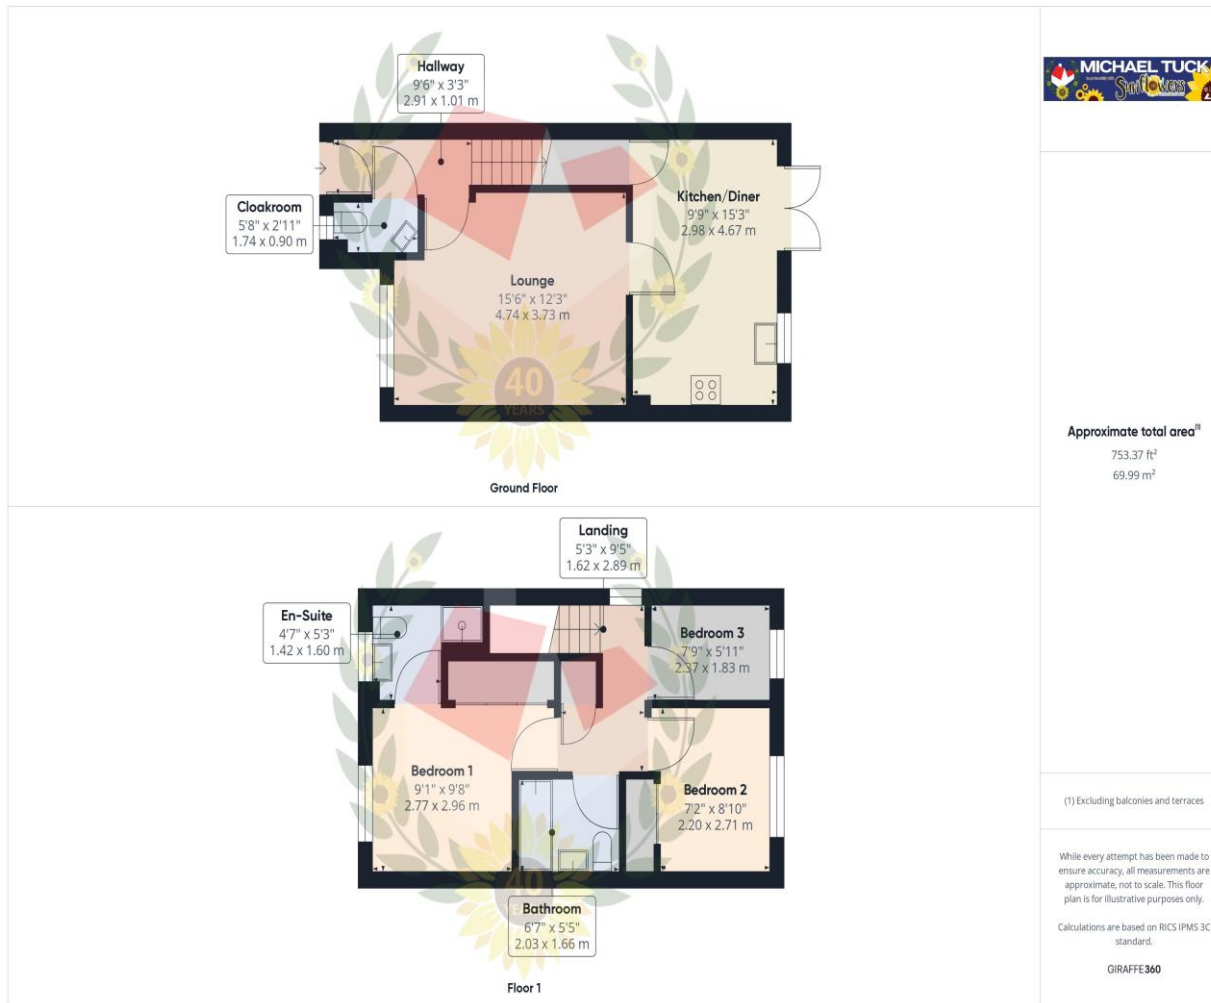 Hallway
9'6" x 3'3"
2.91 x 1.01 m
Cloakroom
5'8" x 2'11"
1.74 x 0.90 m
Kitchen/Diner
9'9" x 15'3"
2.98 x 4.67 m
Lounge
15'6" x 12'3"
4.74 x 3.73 m
40
YEARS
Ground Floor
MICHAEL TUCK
Sunflowers
Approximate total area(1)
753.37 ft²
69.99 m²
Landing
5'3" x 9'5"
1.62 x 2.89 m
En-Suite
4'7" x 5'3"
1.42 x 1.60 m
Bedroom 3
7'9" x 5'11"
2.37 x 1.83 m
Bedroom 1
9'1" x 9'8"
2.77 x 2.96 m
Bedroom 2
7'2" x 8'10"
2.20 x 2.71 m
40
Bathroom
6'7" x 5'5"
2.03 x 1.66 m
Floor 1
(1) Excluding balconies and terraces
While every attempt has been made to
ensure accuracy, all measurements are
approximate, not to scale. This floor
plan is for illustrative purposes only.
Calculations are based on RICS IPMS 3C
standard.
GIRAFFE360